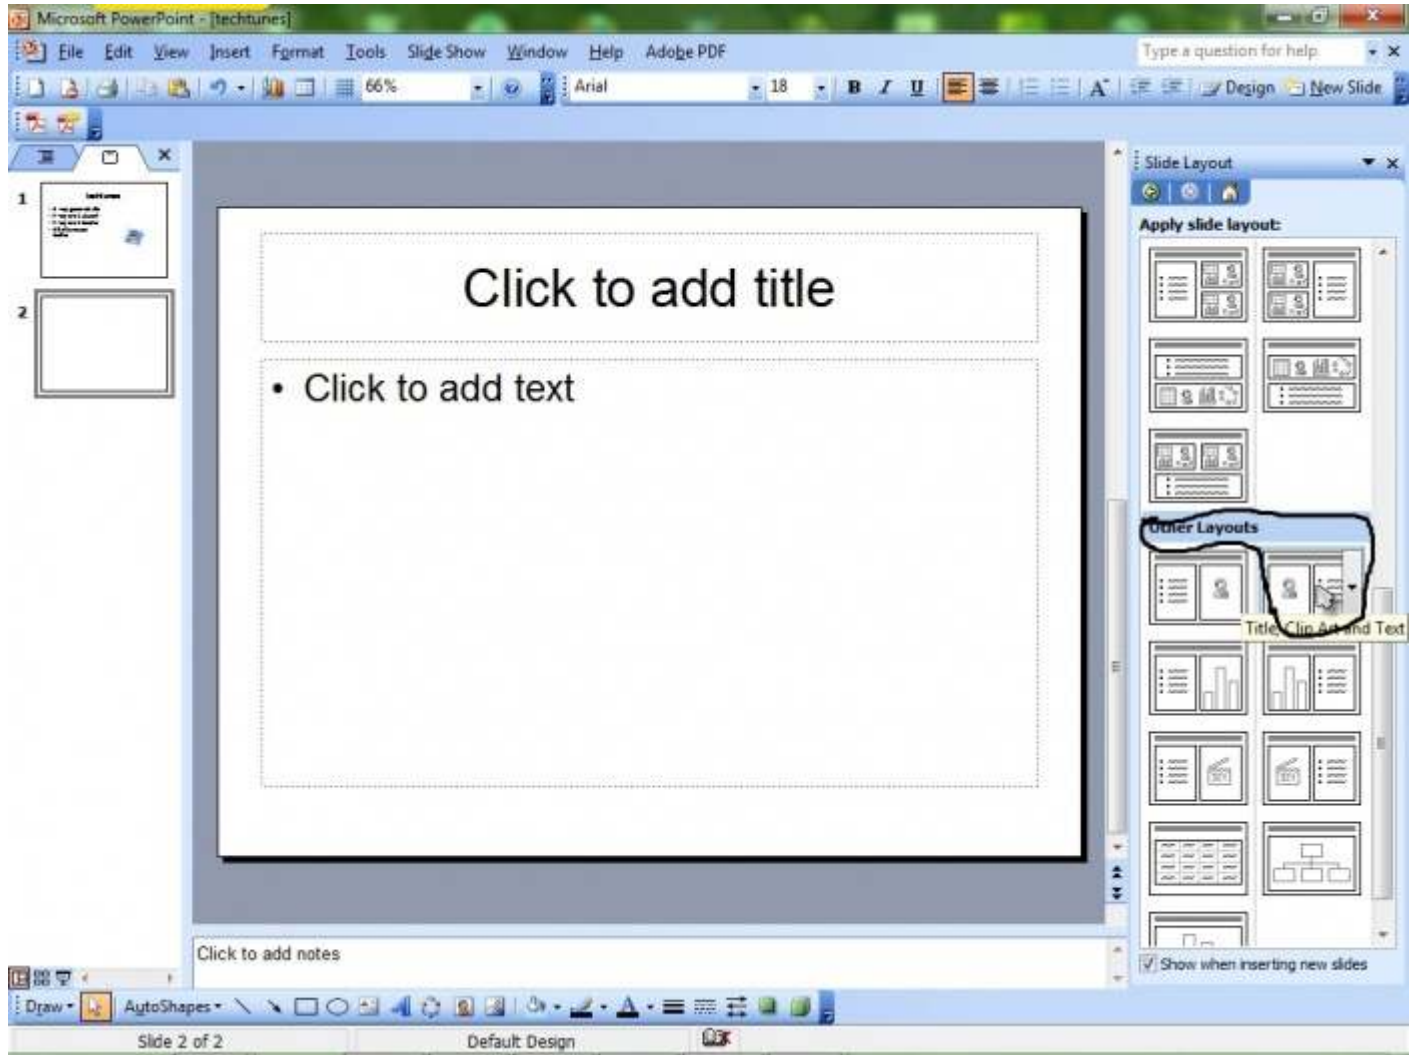 Microsoft PowerPoint - [techtunes]
File Edit View Insert Format Tools Slide Show Window Help Adobe PDF Type a question for help
66% Arial 18 B I U A Design New Slide
Slide Layout
1
Apply slide layout:
Click to add title
2
• Click to add text
Other Layouts
Title, Clip Art and Text
Click to add notes
Show when inserting new slides
Draw AutoShapes A
Slide 2 of 2 Default Design